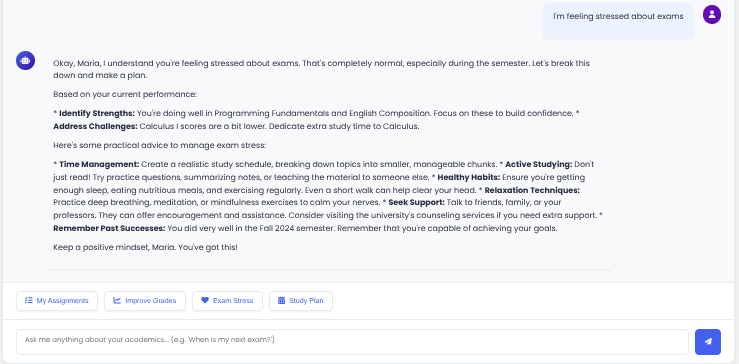 I'm feeling stressed about exams
Okay, Maria, I understand you're feeling stressed about exams. That's completely normal, especially during the semester. Let's break this
down and make a plan.
Based on your current performance:
* Identify Strengths: You're doing well in Programming Fundamentals and English Composition. Focus on these to build confidence. *
Address Challenges: Calculus I scores are a bit lower. Dedicate extra study time to Calculus.
Here's some practical advice to manage exam stress:
* Time Management: Create a realistic study schedule, breaking down topics into smaller, manageable chunks. * Active Studying: Don't
just read! Try practice questions, summarizing notes, or teaching the material to someone else. * Healthy Habits: Ensure you're getting
enough sleep, eating nutritious meals, and exercising regularly. Even a short walk can help clear your head. * Relaxation Techniques:
Practice deep breathing, meditation, or mindfulness exercises to calm your nerves. * Seek Support: Talk to friends, family, or your
professors. They can offer encouragement and assistance. Consider visiting the university's counseling services if you need extra support. *
Remember Past Successes: You did very well in the Fall 2024 semester. Remember that you're capable of achieving your goals.
Keep a positive mindset, Maria. You've got this!
My Assignments Improve Grades Exam Stress Study Plan
Ask me anything about your academics... (e.g. 'When is my next exam?')